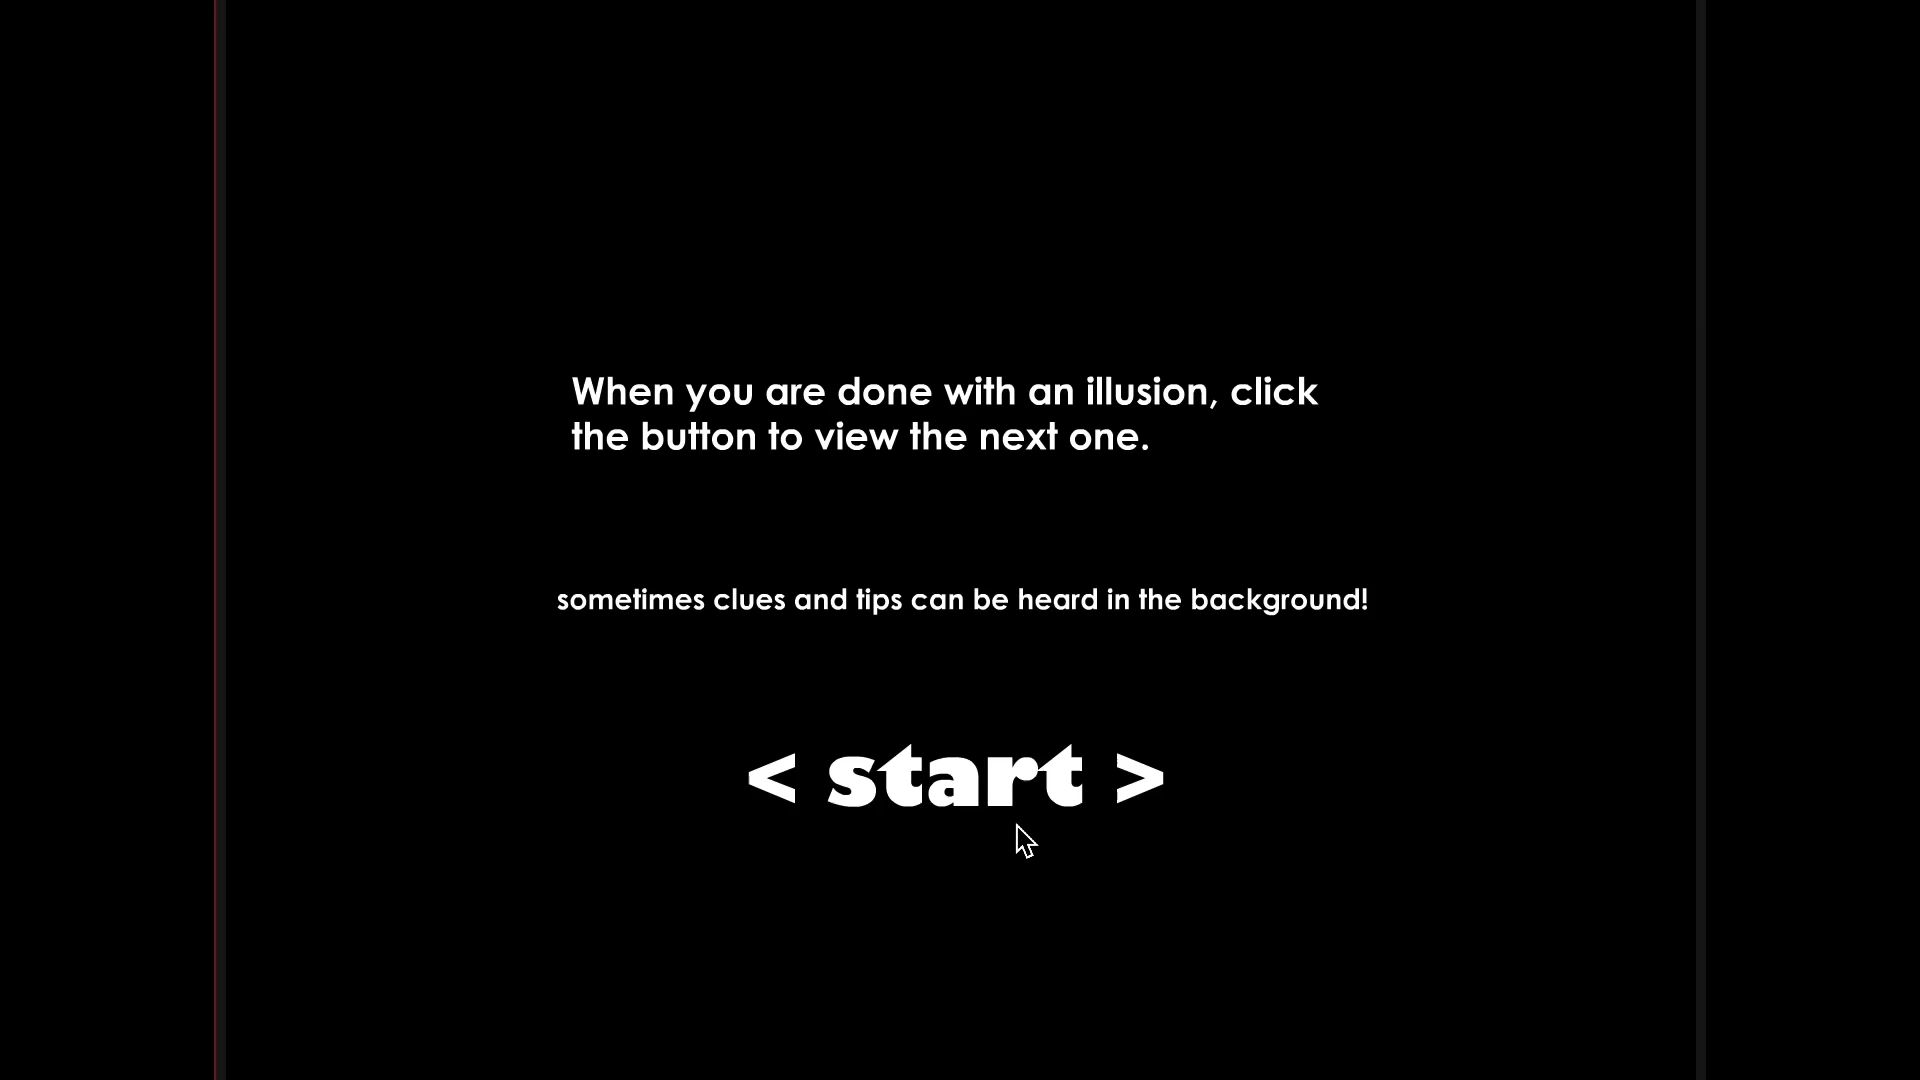 When you are done with an illusion, click
the button to view the next one.
sometimes clues and tips can be heard in the background!
< start >